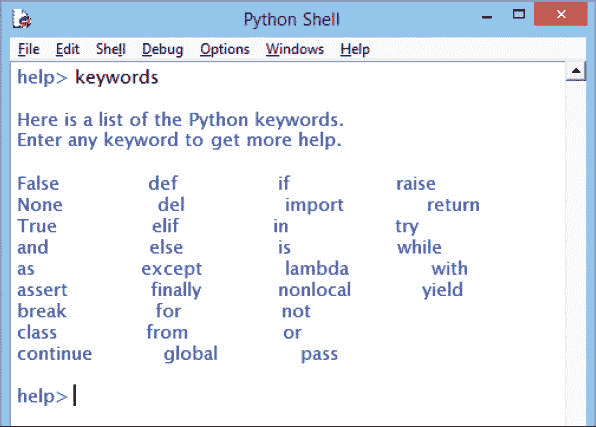 Python Shell
File Edit Shell Debug Options Windows Help
help> keywords
Here is a list of the Python keywords.
Enter any keyword to get more help.
False def if raise
None del import return
True elif in try
and else is while
as except lambda with
assert finally nonlocal yield
break for not
class from or
continue global pass
help>